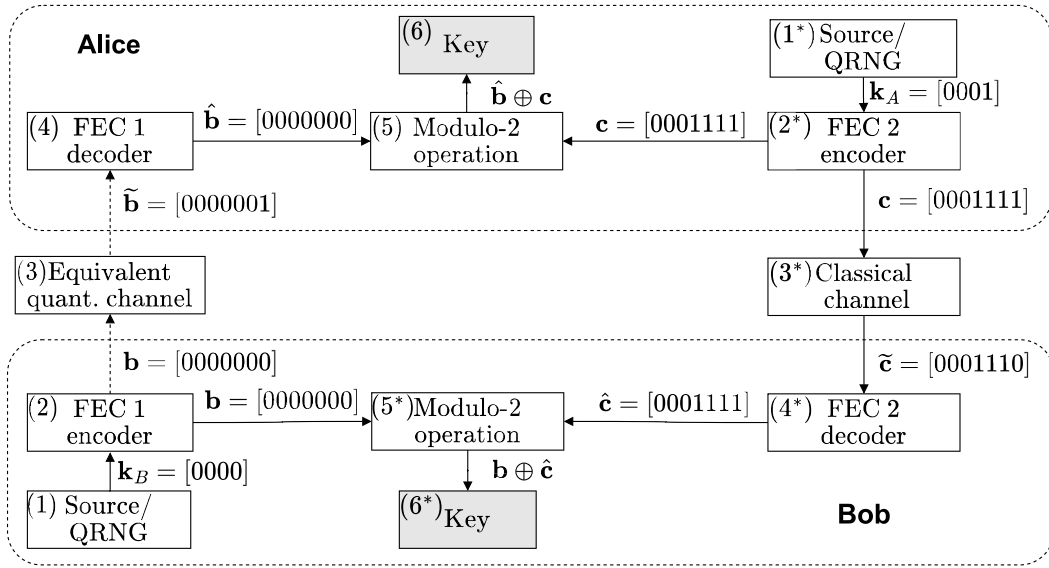 Alice
(6) Key
(1*) Source/
QRNG
b̂ ⊕ c
k_A = [0001]
(4) FEC 1
decoder
b̂ = [0000000]
(5) Modulo-2
operation
c = [0001111]
(2*) FEC 2
encoder
b̃ = [0000001]
c = [0001111]
(3) Equivalent
quant. channel
(3*) Classical
channel
b = [0000000]
c̃ = [0001110]
(2) FEC 1
encoder
b = [0000000]
(5*) Modulo-2
operation
ĉ = [0001111]
(4*) FEC 2
decoder
k_B = [0000]
b ⊕ ĉ
(1) Source/
QRNG
(6*) Key
Bob